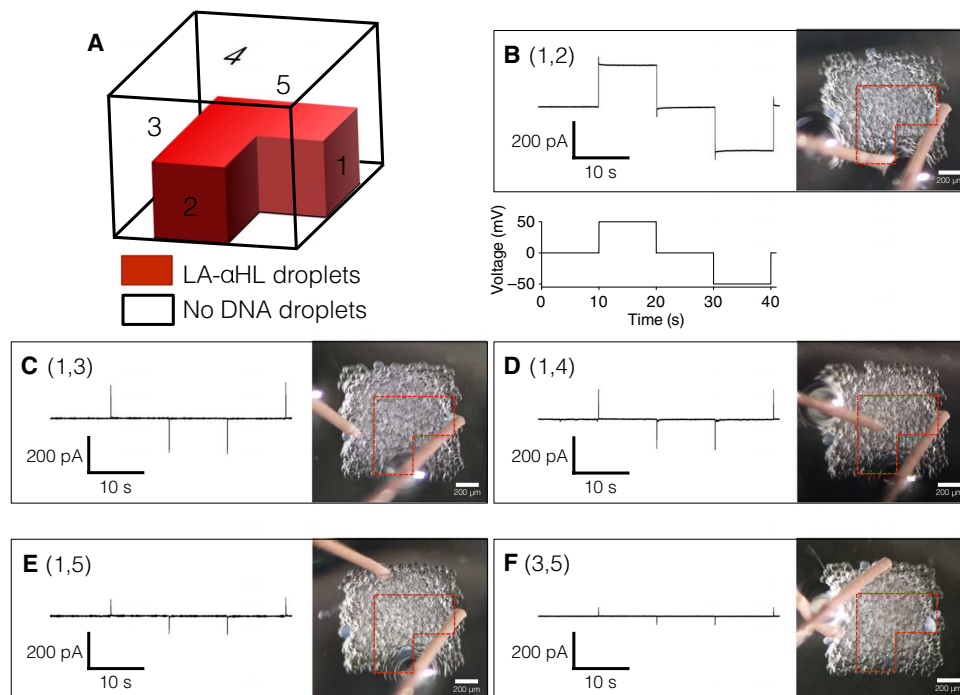 A
4
5
3
1
2
LA-αHL droplets
No DNA droplets
B (1,2)
200 pA
10 s
200 µm
Voltage (mV)
50
0
−50
0 10 20 30 40
Time (s)
C (1,3)
200 pA
10 s
200 µm
D (1,4)
200 pA
10 s
200 µm
E (1,5)
200 pA
10 s
200 µm
F (3,5)
200 pA
10 s
200 µm